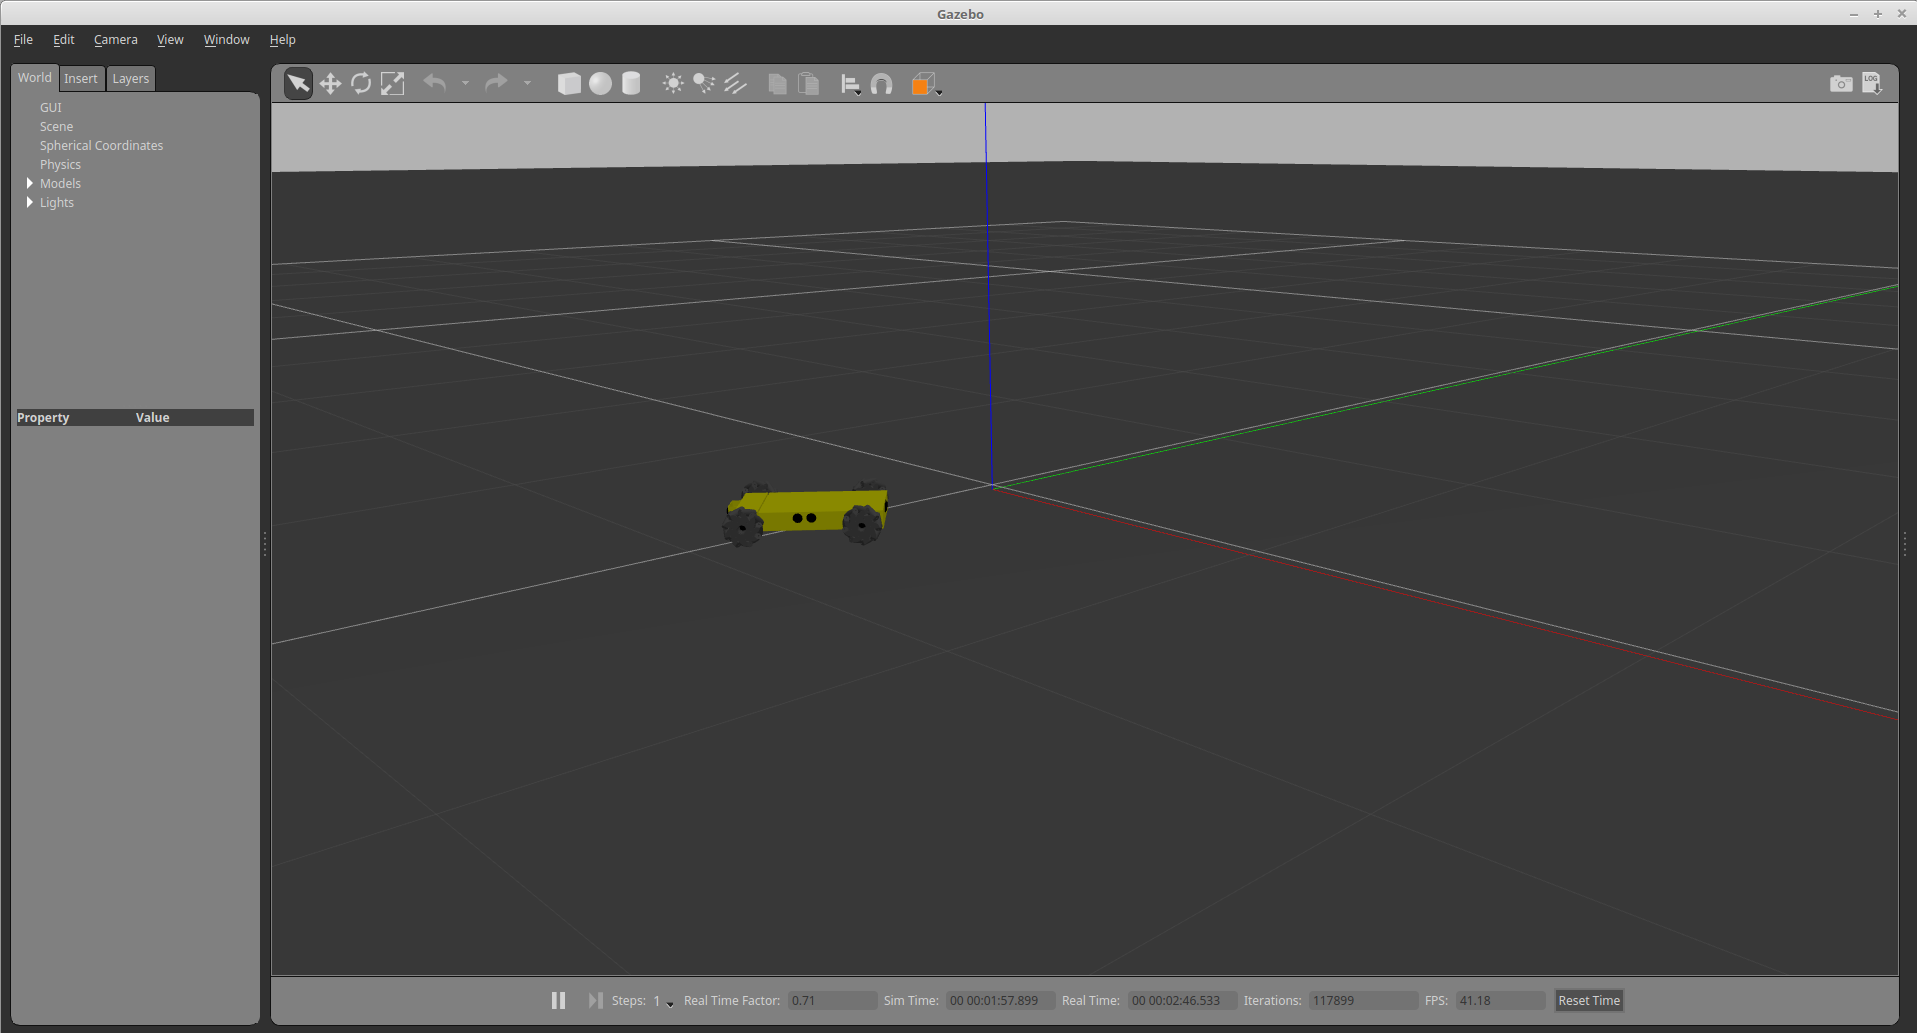 Gazebo
File Edit Camera View Window Help
World Insert Layers
LOG
GUI
Scene
Spherical Coordinates
Physics
Models
Lights
Property Value
Steps: 1 Real Time Factor: 0.71 Sim Time: 00 00:01:57.899 Real Time: 00 00:02:46.533 Iterations: 117899 FPS: 41.18 Reset Time